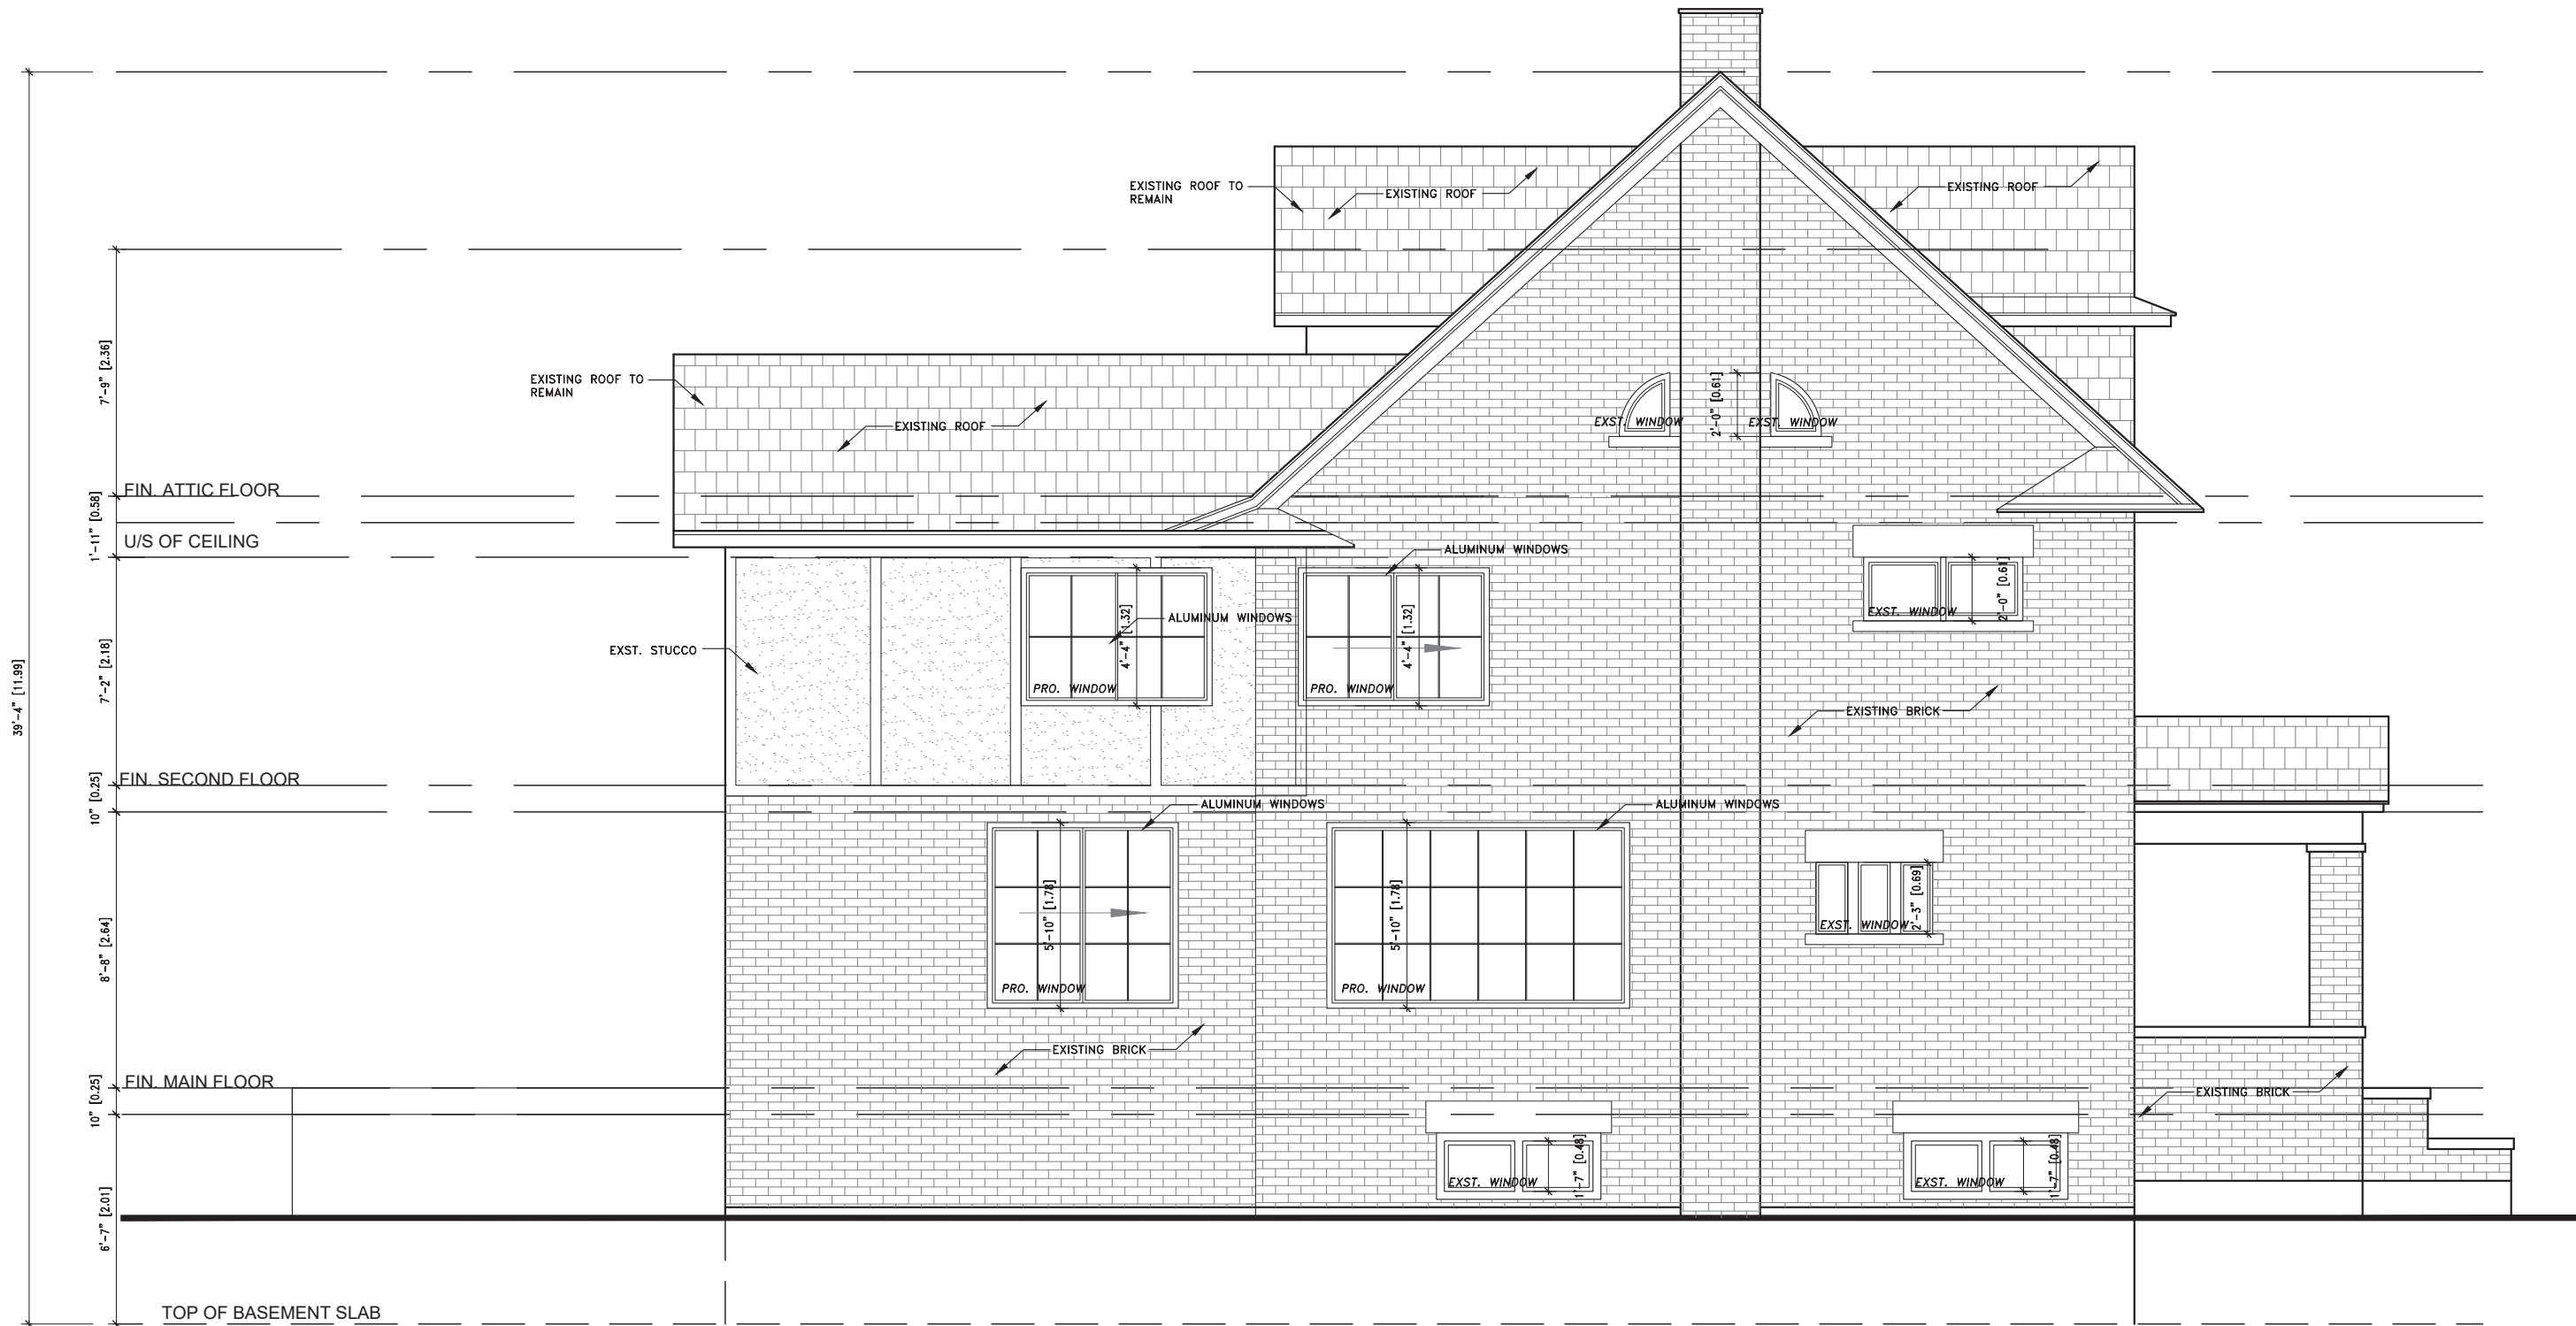 EXISTING ROOF TO
REMAIN
EXISTING ROOF
EXISTING ROOF
EXISTING ROOF TO
REMAIN
EXISTING ROOF
7'-9" [2.36]
EXST. WINDOW
2'-0" [0.61]
EXST. WINDOW
FIN. ATTIC FLOOR
1'-11" [0.58]
U/S OF CEILING
ALUMINUM WINDOWS
ALUMINUM WINDOWS
4'-4" [1.32]
PRO. WINDOW
4'-4" [1.32]
PRO. WINDOW
EXST. WINDOW
2'-0" [0.61]
EXST. STUCCO
7'-2" [2.18]
39'-4" [11.99]
EXISTING BRICK
FIN. SECOND FLOOR
10" [0.25]
ALUMINUM WINDOWS
ALUMINUM WINDOWS
8'-8" [2.64]
5'-10" [1.78]
PRO. WINDOW
5'-10" [1.78]
PRO. WINDOW
EXST. WINDOW
2'-3" [0.69]
EXISTING BRICK
FIN. MAIN FLOOR
10" [0.25]
EXISTING BRICK
EXST. WINDOW
1'-7" [0.48]
EXST. WINDOW
1'-7" [0.48]
6'-7" [2.01]
TOP OF BASEMENT SLAB